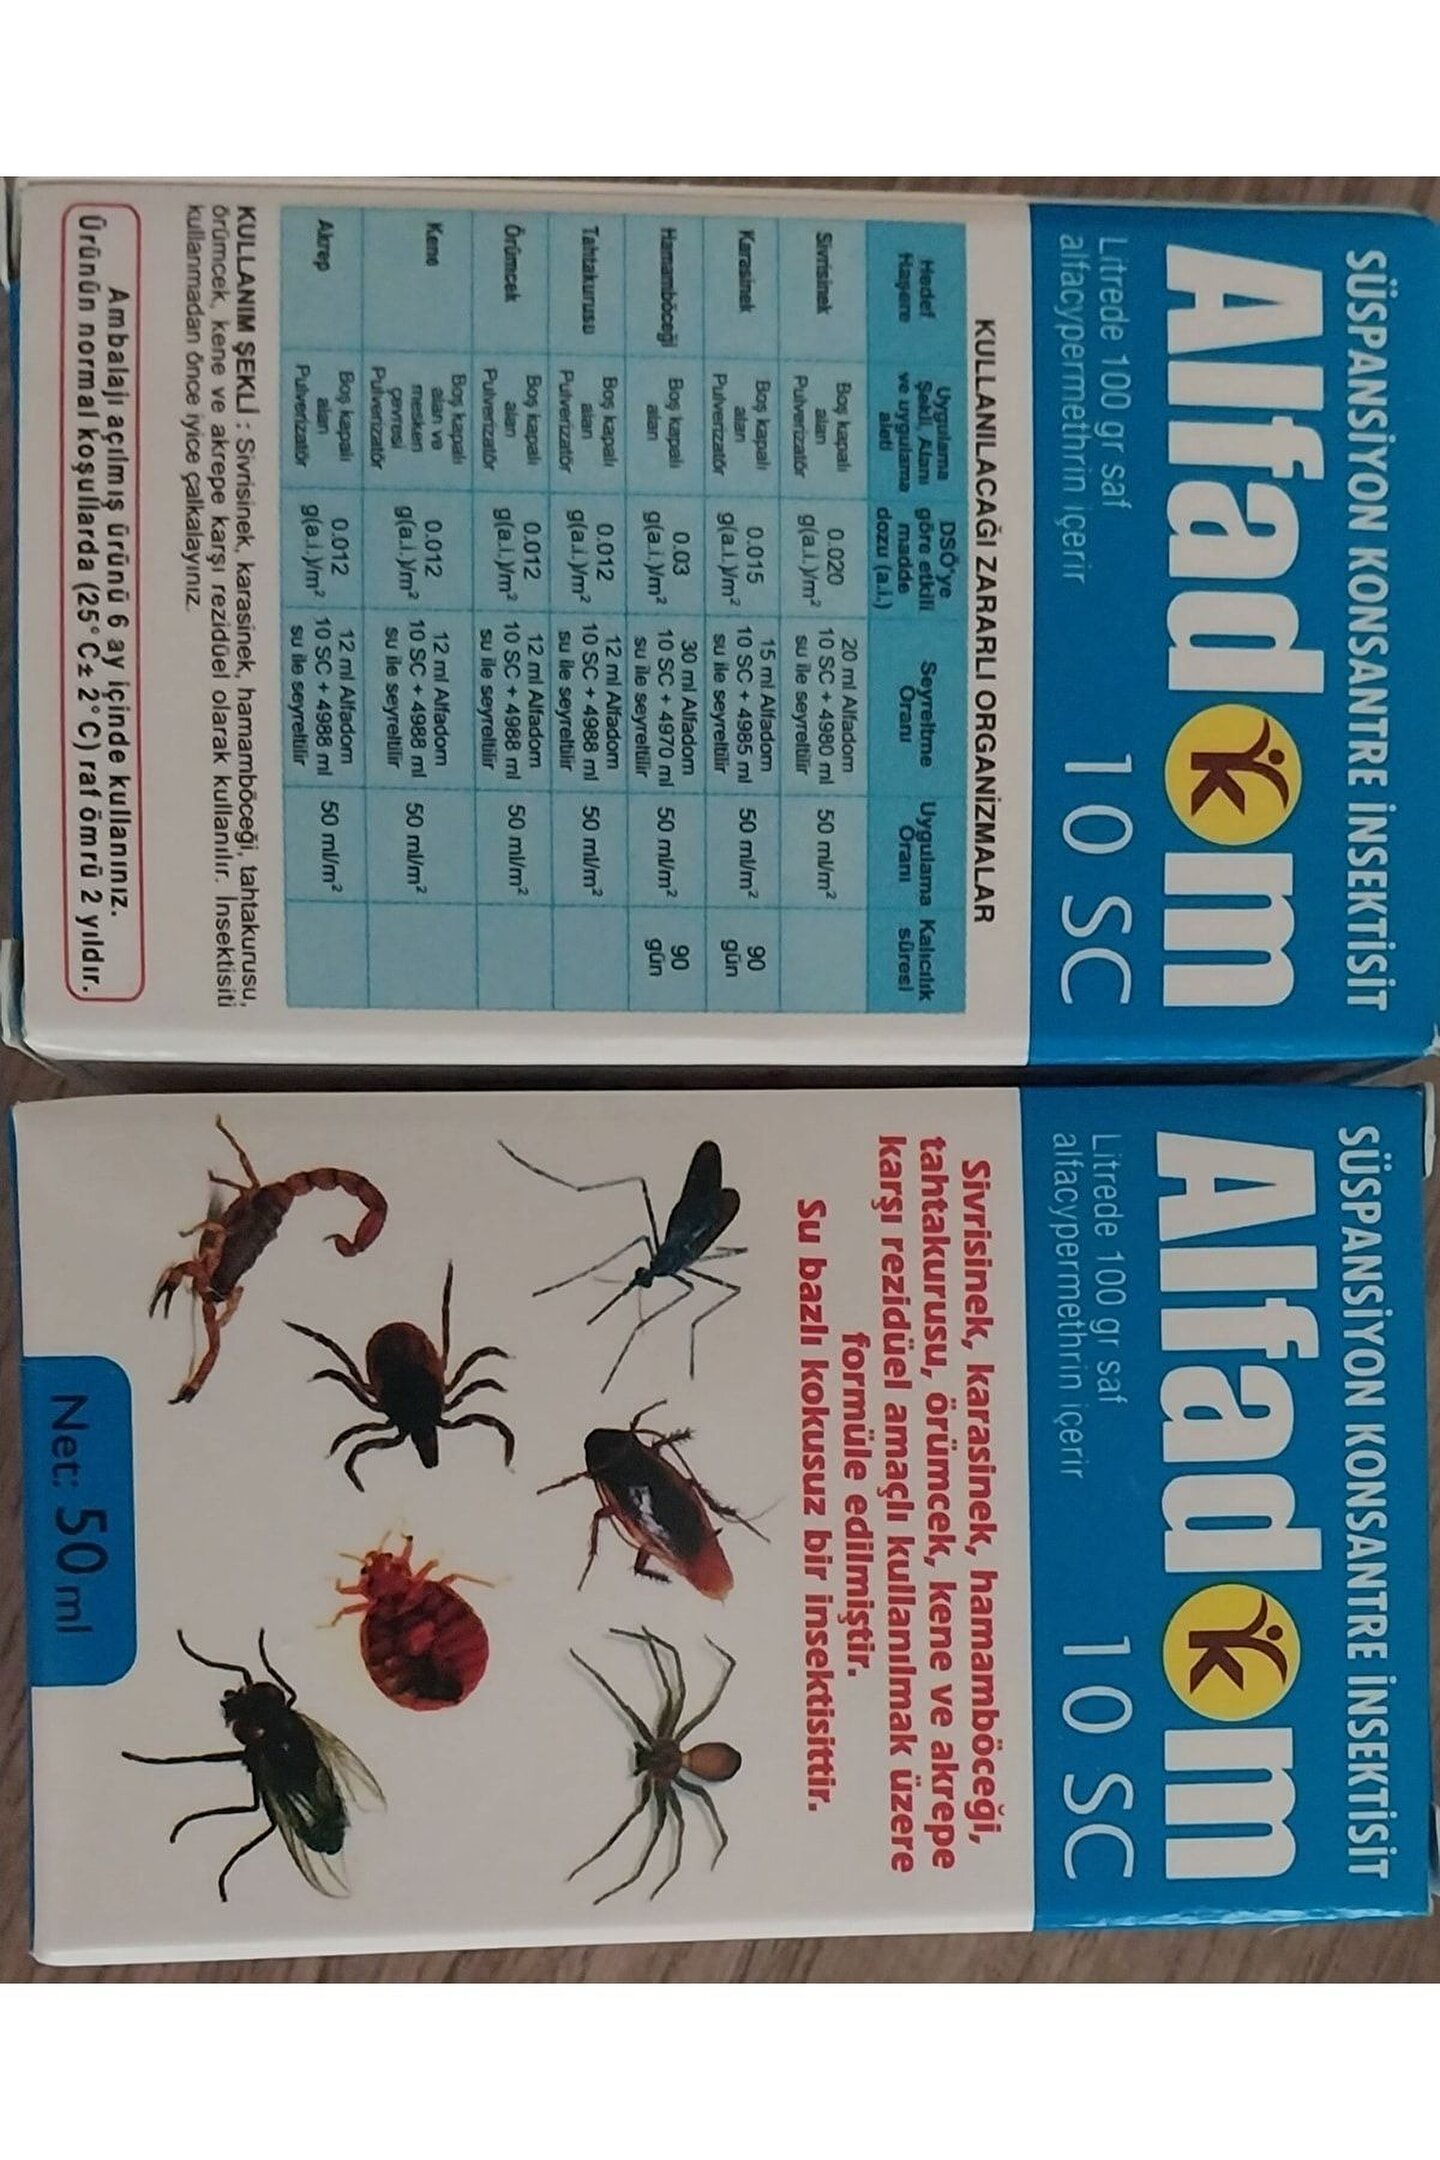 SÜSPANSİYON KONSANTRE İNSEKTİSİT
Alfadom
Litrede 100 gr saf
alfacypermethrin içerir
10 SC
KULLANILACAĞI ZARARLI ORGANİZMALAR
Hedef Haşere | Uygulama Şekli, Alanı ve uygulama aleti | DSÖ'ye göre etkili madde dozu (a.i.) | Seyreltme Oranı | Uygulama Oranı | Kalıcılık süresi
Sivrisinek | Boş kapalı alan Pulverizatör | 0.020 g(a.i.)/m² | 20 ml Alfadom 10 SC + 4980 ml su ile seyreltilir | 50 ml/m²
Karasinek | Boş kapalı alan Pulverizatör | 0.015 g(a.i.)/m² | 15 ml Alfadom 10 SC + 4985 ml su ile seyreltilir | 50 ml/m² | 90 gün
Hamamböceği | Boş kapalı alan | 0.03 g(a.i.)/m² | 30 ml Alfadom 10 SC + 4970 ml su ile seyreltilir | 50 ml/m² | 90 gün
Tahtakurusu | Boş kapalı alan Pulverizatör | 0.012 g(a.i.)/m² | 12 ml Alfadom 10 SC + 4988 ml su ile seyreltilir | 50 ml/m²
Örümcek | Boş kapalı alan Pulverizatör | 0.012 g(a.i.)/m² | 12 ml Alfadom 10 SC + 4988 ml su ile seyreltilir | 50 ml/m²
Kene | Boş kapalı alan ve mesken çevresi Pulverizatör | 0.012 g(a.i.)/m² | 12 ml Alfadom 10 SC + 4988 ml su ile seyreltilir | 50 ml/m²
Akrep | Boş kapalı alan Pulverizatör | 0.012 g(a.i.)/m² | 12 ml Alfadom 10 SC + 4988 ml su ile seyreltilir | 50 ml/m²
KULLANIM ŞEKLİ : Sivrisinek, karasinek, hamamböceği, tahtakurusu,
örümcek, kene ve akrepe karşı rezidüel olarak kullanılır. İnsektisiti
kullanmadan önce iyice çalkalayınız.
Ambalajı açılmış ürünü 6 ay içinde kullanınız.
Ürünün normal koşullarda (25°C± 2°C) raf ömrü 2 yıldır.
SÜSPANSİYON KONSANTRE İNSEKTİSİT
Alfadom
Litrede 100 gr saf
alfacypermethrin içerir
10 SC
Sivrisinek, karasinek, hamamböceği,
tahtakurusu, örümcek, kene ve akrepe
karşı rezidüel amaçlı kullanılmak üzere
formüle edilmiştir.
Su bazlı kokusuz bir insektisittir.
Net: 50 ml